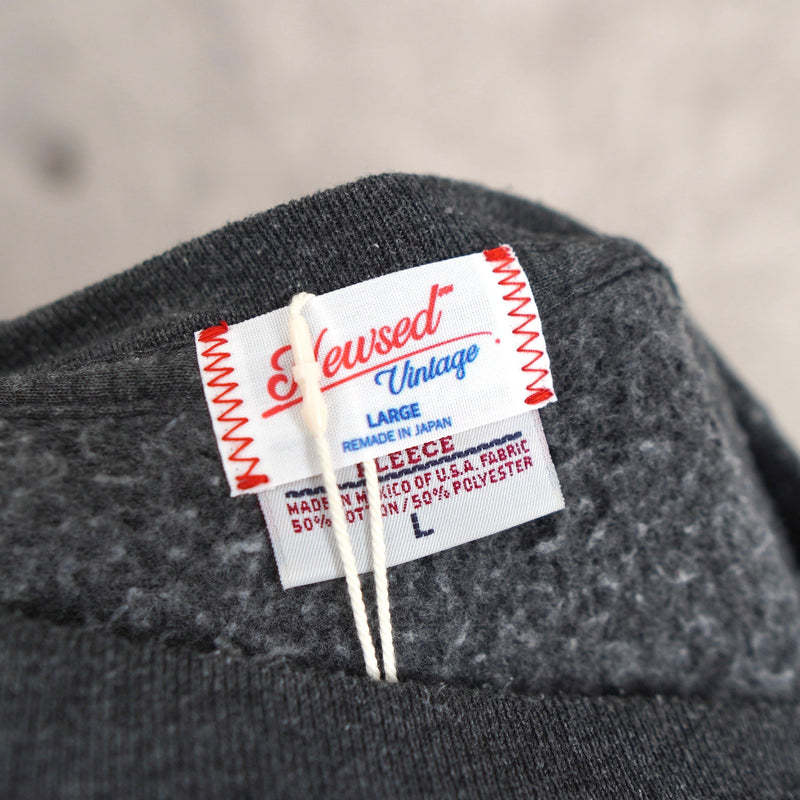 Newsed
Vintage
LARGE
REMADE IN JAPAN
FLEECE
MADE IN MEXICO OF U.S.A. FABRIC
50% COTTON/50% POLYESTER
L